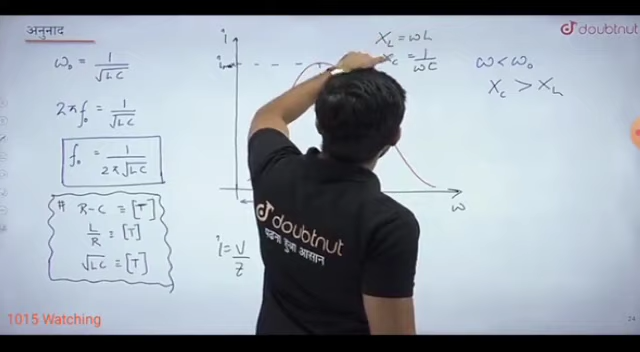 अनुनाद
ω₀ = 1/√LC
2πf₀ = 1/√LC
f₀ = 1/2π√LC
# R-C ≡ [T]
L/R ≡ [T]
√LC ≡ [T]
i
i₀
ω
i = V/Z
X_L = ωL
X_C = 1/ωC
ω < ω₀
X_C > X_L
doubtnut
doubtnut
पढ़ना हुआ आसान
1015 Watching
24